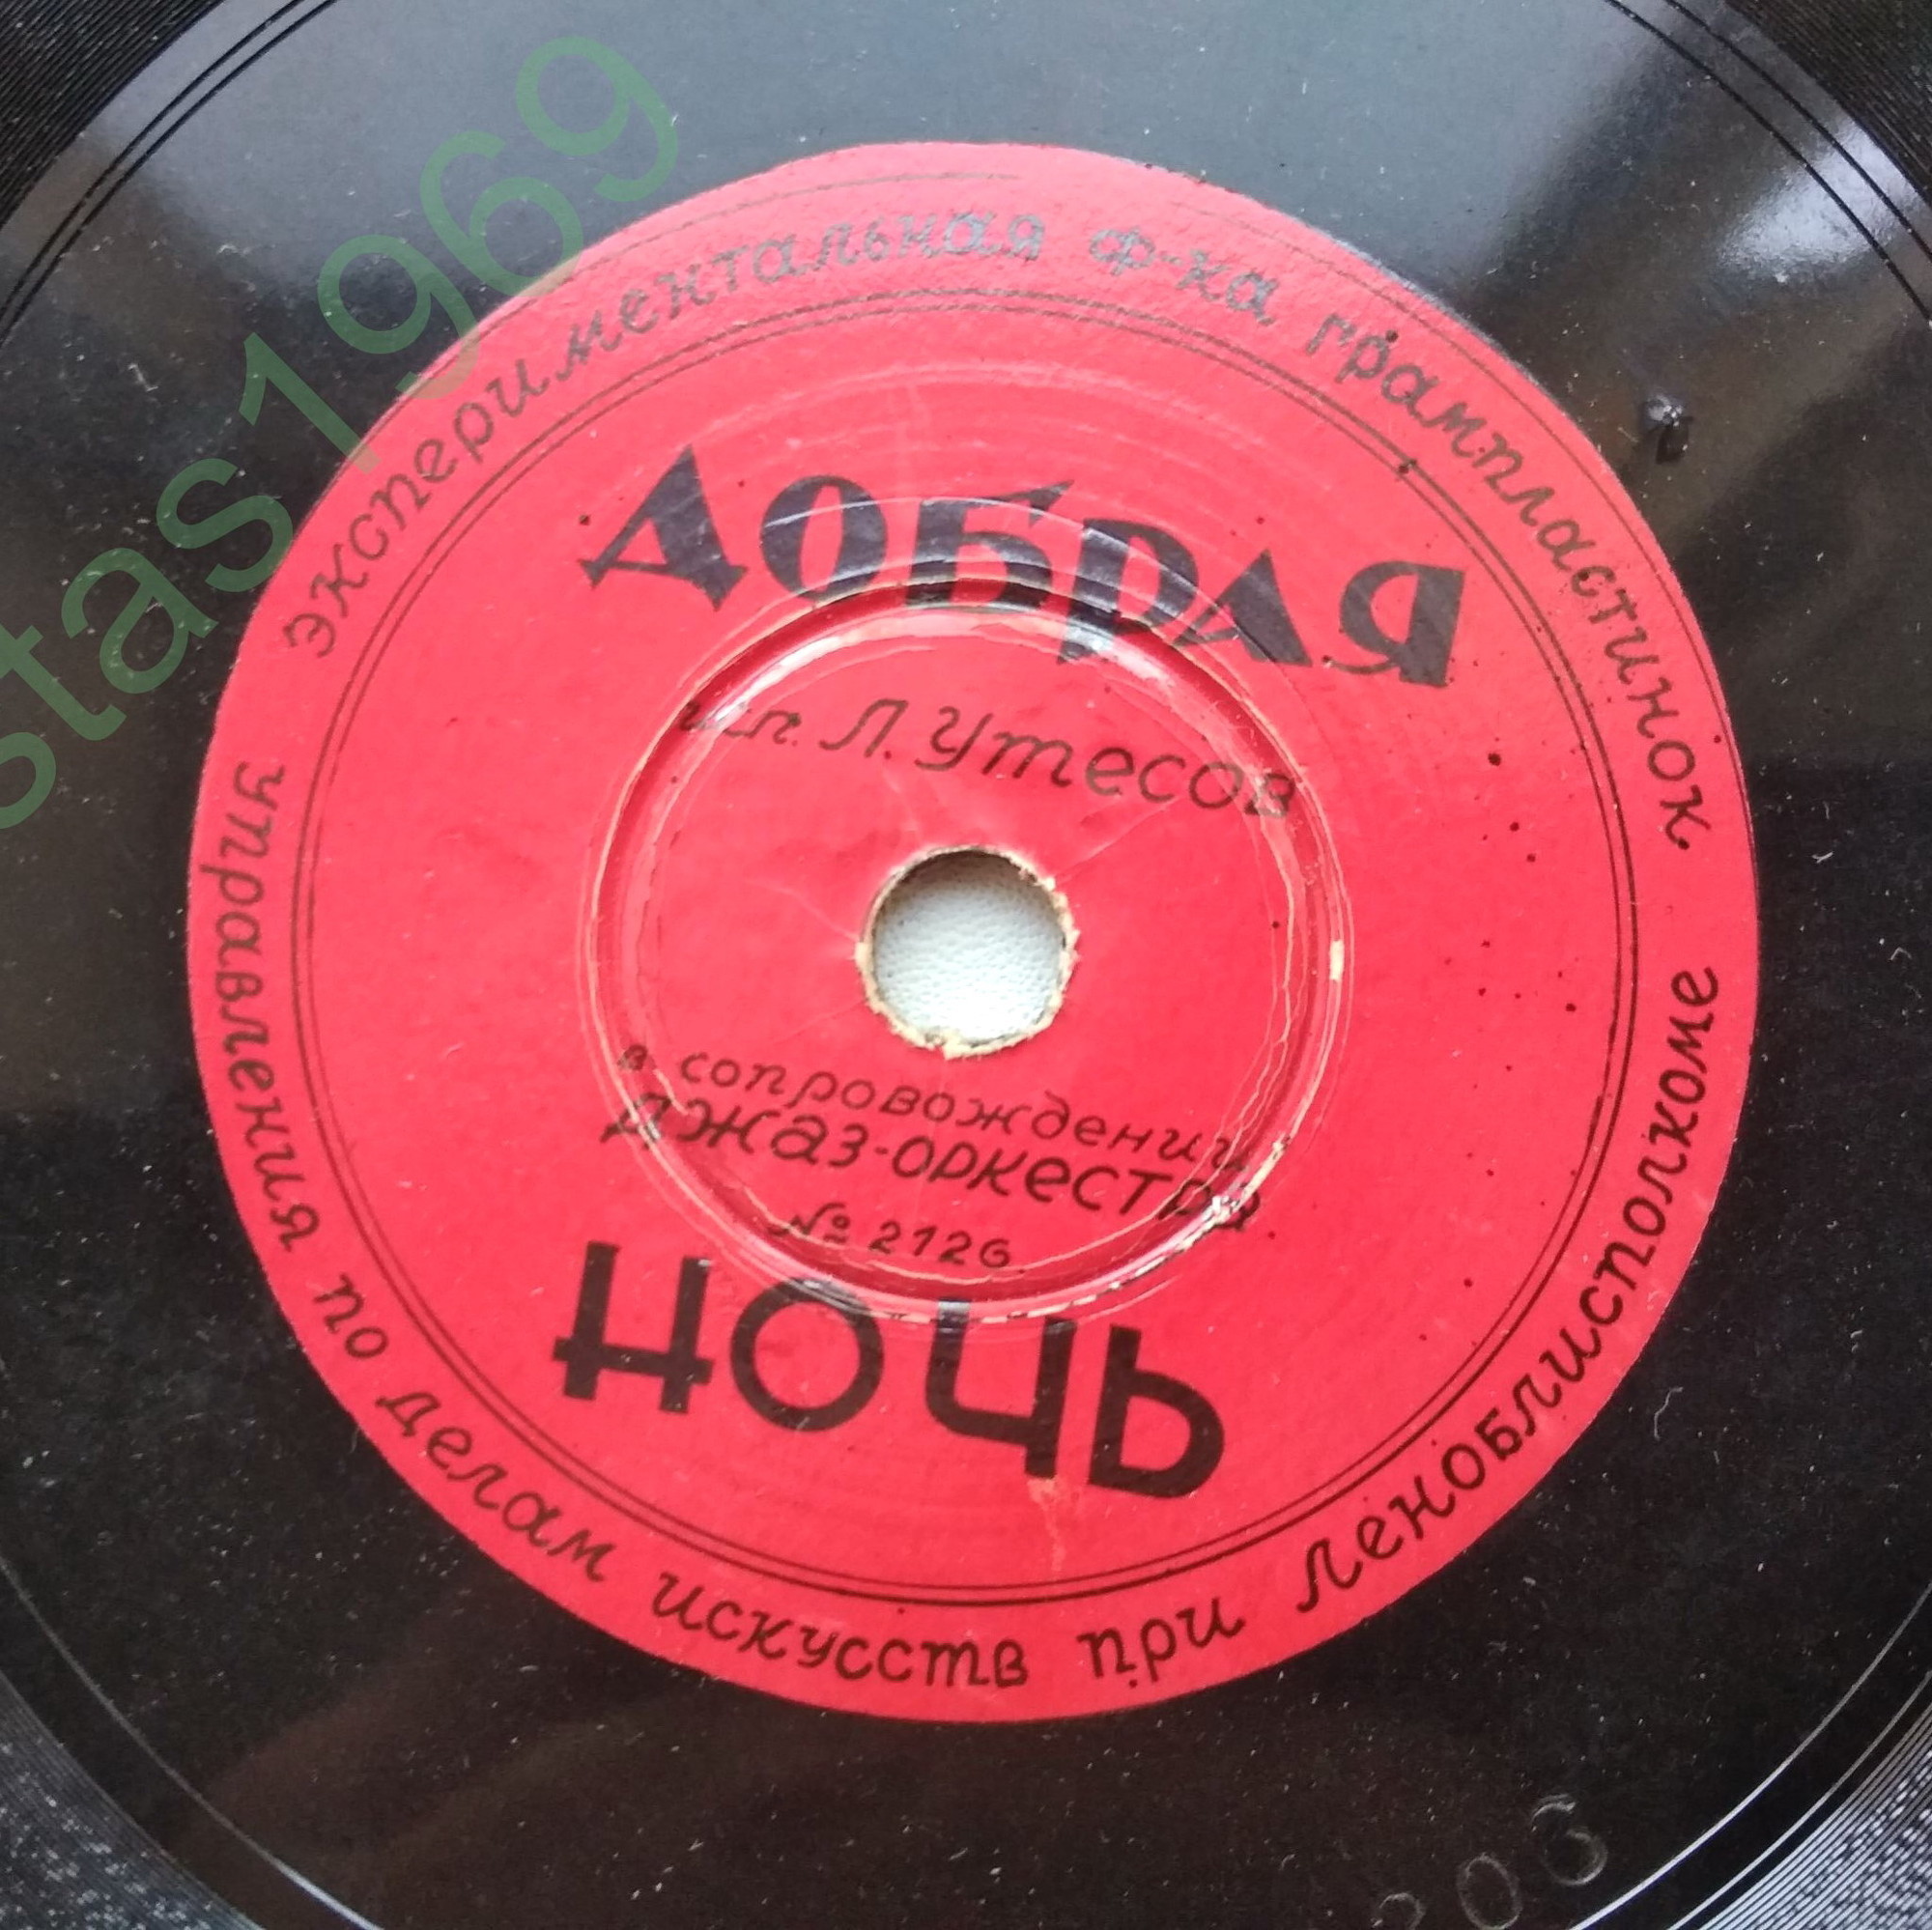 экспериментальная ф-ка грампластинок
ДОБРАЯ
исп. Л. Утесов
в сопровождении
джаз-оркестра
№ 2126
НОЧЬ
управления по делам искусств при Леноблисполкоме
stas1969
206